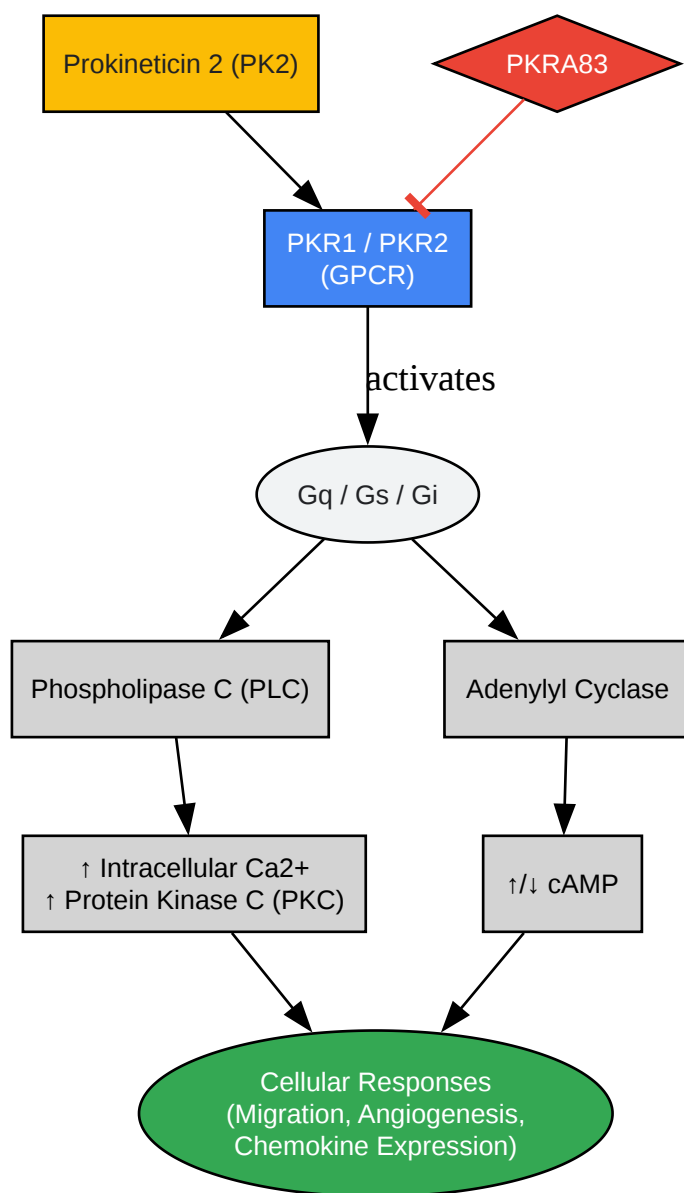 Prokineticin 2 (PK2)
PKRA83
PKR1 / PKR2
(GPCR)
activates
Gq / Gs / Gi
Phospholipase C (PLC)
Adenylyl Cyclase
↑ Intracellular Ca2+
↑ Protein Kinase C (PKC)
↑/↓ cAMP
Cellular Responses
(Migration, Angiogenesis,
Chemokine Expression)